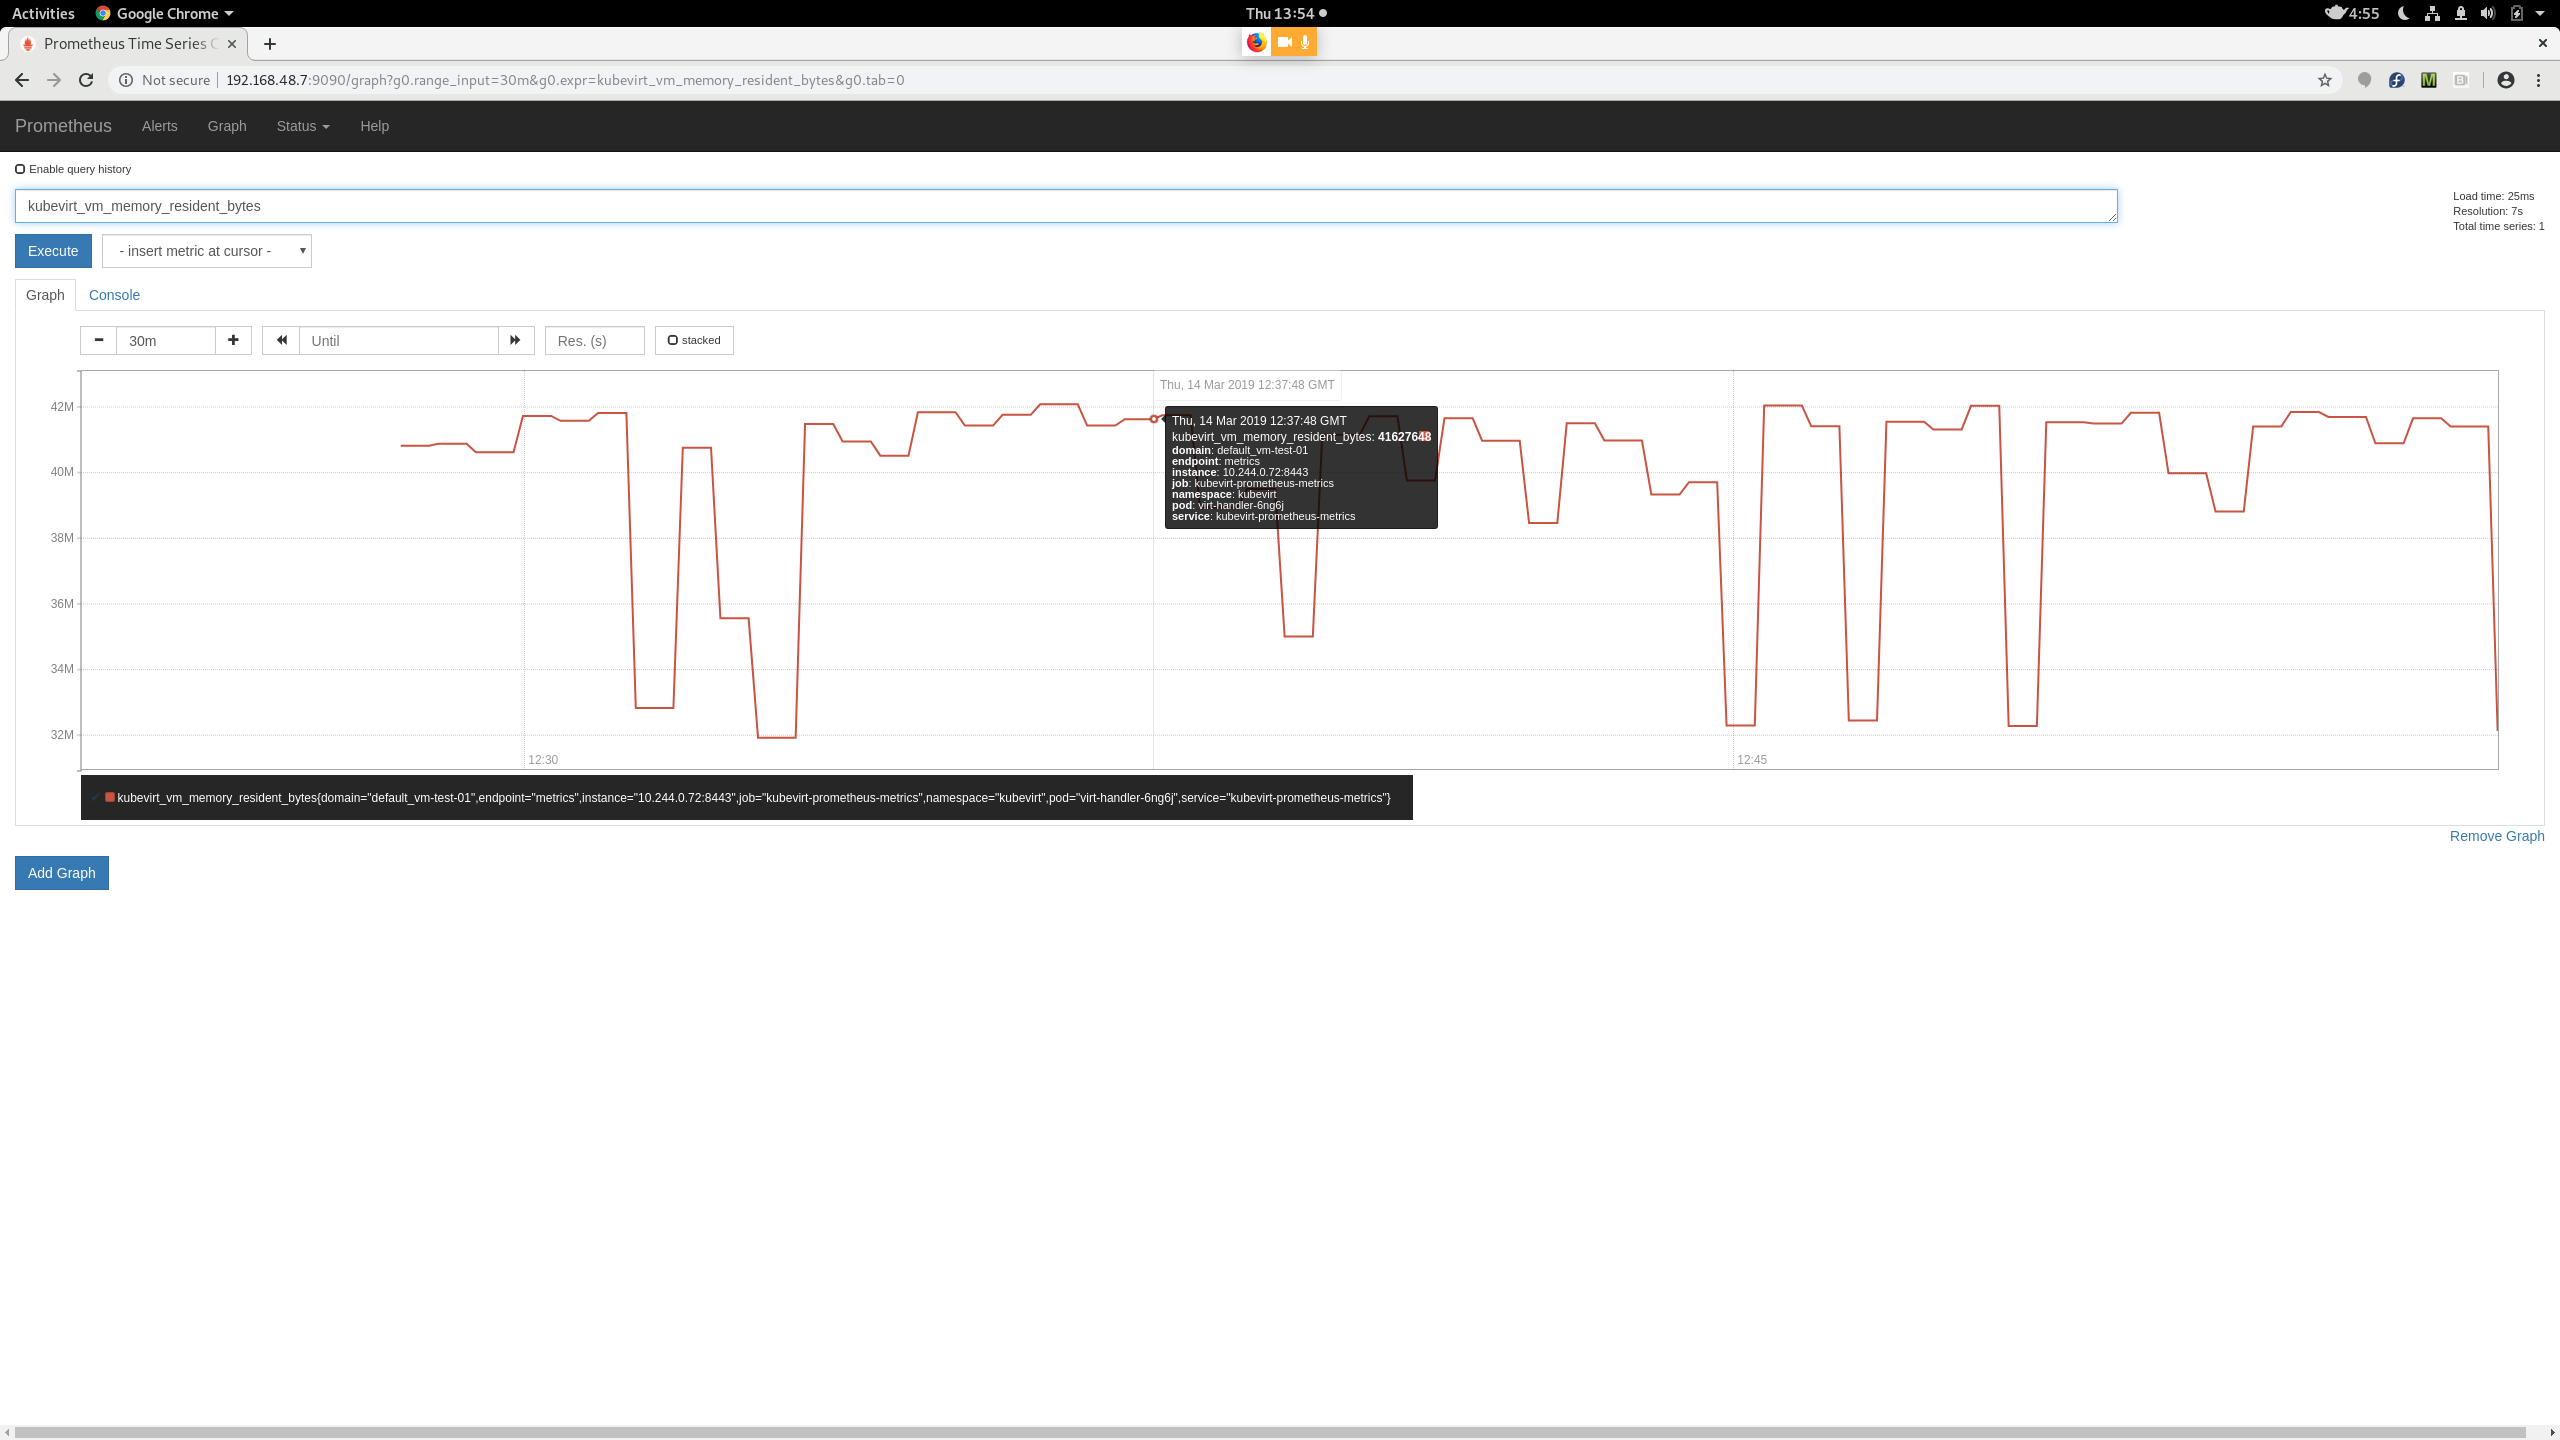 Activities Google Chrome Thu 13:54 4:55
Prometheus Time Series C
Not secure 192.168.48.7:9090/graph?g0.range_input=30m&g0.expr=kubevirt_vm_memory_resident_bytes&g0.tab=0
Prometheus Alerts Graph Status Help
Enable query history
kubevirt_vm_memory_resident_bytes
Load time: 25ms
Resolution: 7s
Total time series: 1
Execute - insert metric at cursor -
Graph Console
30m Until Res. (s) stacked
Thu, 14 Mar 2019 12:37:48 GMT
42M
40M
38M
36M
34M
32M
Thu, 14 Mar 2019 12:37:48 GMT
kubevirt_vm_memory_resident_bytes: 41627648
domain: default_vm-test-01
endpoint: metrics
instance: 10.244.0.72:8443
job: kubevirt-prometheus-metrics
namespace: kubevirt
pod: virt-handler-6ng6j
service: kubevirt-prometheus-metrics
12:30 12:45
kubevirt_vm_memory_resident_bytes{domain="default_vm-test-01",endpoint="metrics",instance="10.244.0.72:8443",job="kubevirt-prometheus-metrics",namespace="kubevirt",pod="virt-handler-6ng6j",service="kubevirt-prometheus-metrics"}
Remove Graph
Add Graph